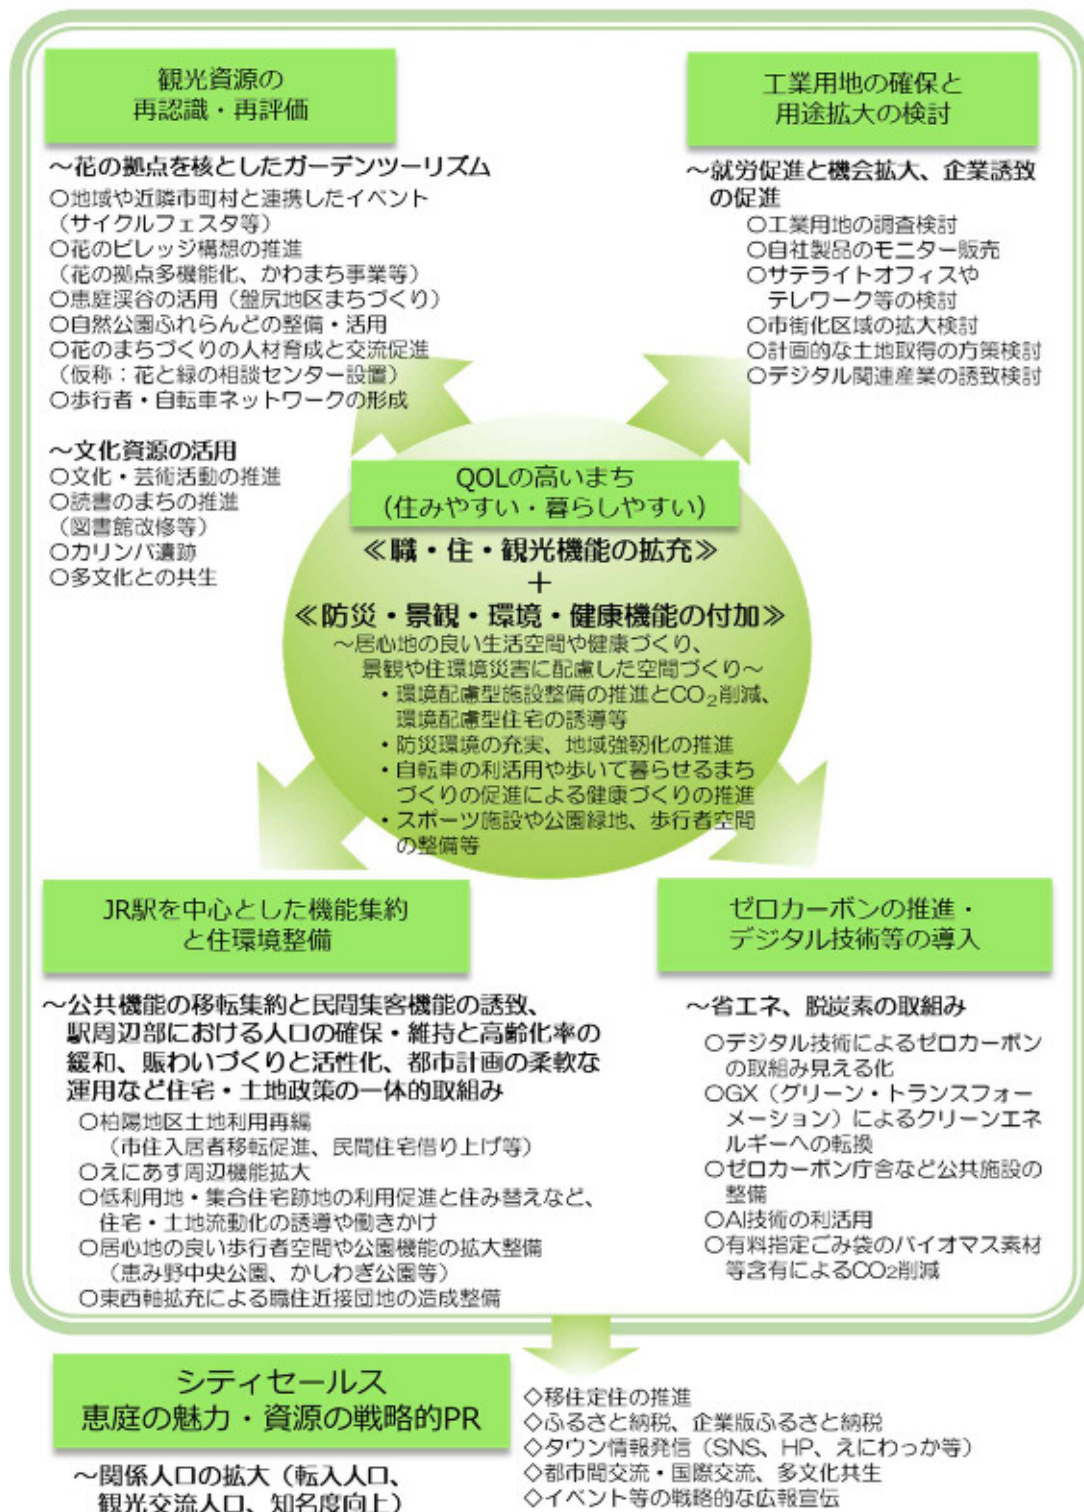 観光資源の
再認識・再評価
～花の拠点を核としたガーデンツーリズム
〇地域や近隣市町村と連携したイベント
（サイクルフェスタ等）
〇花のビレッジ構想の推進
（花の拠点多機能化、かわまち事業等）
〇恵庭渓谷の活用（盤尻地区まちづくり）
〇自然公園ふれらんどの整備・活用
〇花のまちづくりの人材育成と交流促進
（仮称：花と緑の相談センター設置）
〇歩行者・自転車ネットワークの形成
～文化資源の活用
〇文化・芸術活動の推進
〇読書のまちの推進
（図書館改修等）
〇カリンバ遺跡
〇多文化との共生
工業用地の確保と
用途拡大の検討
～就労促進と機会拡大、企業誘致
の促進
〇工業用地の調査検討
〇自社製品のモニター販売
〇サテライトオフィスや
テレワーク等の検討
〇市街化区域の拡大検討
〇計画的な土地取得の方策検討
〇デジタル関連産業の誘致検討
QOLの高いまち
（住みやすい・暮らしやすい）
≪職・住・観光機能の拡充≫
＋
≪防災・景観・環境・健康機能の付加≫
～居心地の良い生活空間や健康づくり、
景観や住環境災害に配慮した空間づくり～
・環境配慮型施設整備の推進とCO₂削減、
環境配慮型住宅の誘導等
・防災環境の充実、地域強靭化の推進
・自転車の利活用や歩いて暮らせるまち
づくりの促進による健康づくりの推進
・スポーツ施設や公園緑地、歩行者空間
の整備等
JR駅を中心とした機能集約
と住環境整備
～公共機能の移転集約と民間集客機能の誘致、
駅周辺部における人口の確保・維持と高齢化率の
緩和、賑わいづくりと活性化、都市計画の柔軟な
運用など住宅・土地政策の一体的取組み
〇柏陽地区土地利用再編
（市住入居者移転促進、民間住宅借り上げ等）
〇えにあす周辺機能拡大
〇低利用地・集合住宅跡地の利用促進と住み替えなど、
住宅・土地流動化の誘導や働きかけ
〇居心地の良い歩行者空間や公園機能の拡大整備
（恵み野中央公園、かしわぎ公園等）
〇東西軸拡充による職住近接団地の造成整備
ゼロカーボンの推進・
デジタル技術等の導入
～省エネ、脱炭素の取組み
〇デジタル技術によるゼロカーボン
の取組み見える化
〇GX（グリーン・トランスフォー
メーション）によるクリーンエネ
ルギーへの転換
〇ゼロカーボン庁舎など公共施設の
整備
〇AI技術の利活用
〇有料指定ごみ袋のバイオマス素材
等含有によるCO₂削減
シティセールス
恵庭の魅力・資源の戦略的PR
～関係人口の拡大（転入人口、
観光交流人口、知名度向上）
◇移住定住の推進
◇ふるさと納税、企業版ふるさと納税
◇タウン情報発信（SNS、HP、えにわっか等）
◇都市間交流・国際交流、多文化共生
◇イベント等の戦略的な広報宣伝